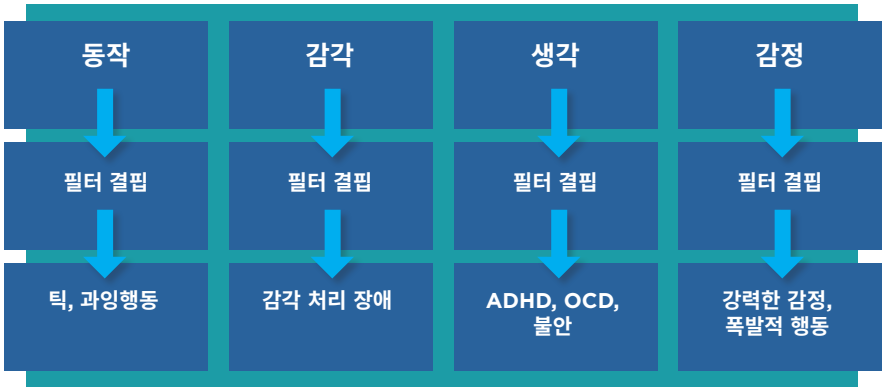 동작
감각
생각
감정
필터 결핍
필터 결핍
필터 결핍
필터 결핍
틱, 과잉행동
감각 처리 장애
ADHD, OCD,
불안
강력한 감정,
폭발적 행동